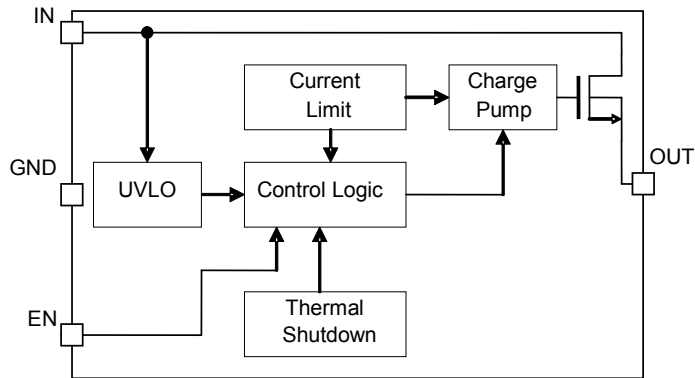 IN
Current
Limit
Charge
Pump
GND
UVLO
Control Logic
OUT
EN
Thermal
Shutdown